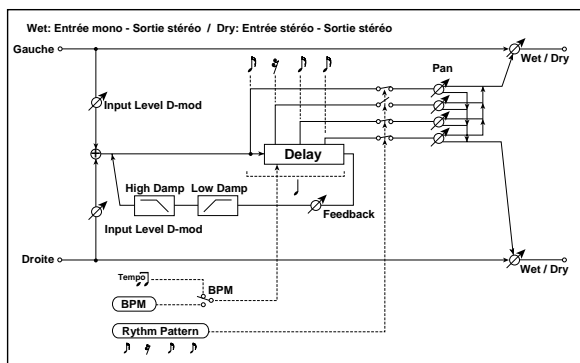 Wet: Entrée mono - Sortie stéréo / Dry: Entrée stéréo - Sortie stéréo
Gauche
Wet / Dry
Pan
Input Level D-mod
Delay
High Damp
Low Damp
Feedback
Input Level D-mod
Droite
Wet / Dry
Tempo
BPM
BPM
Rythm Pattern